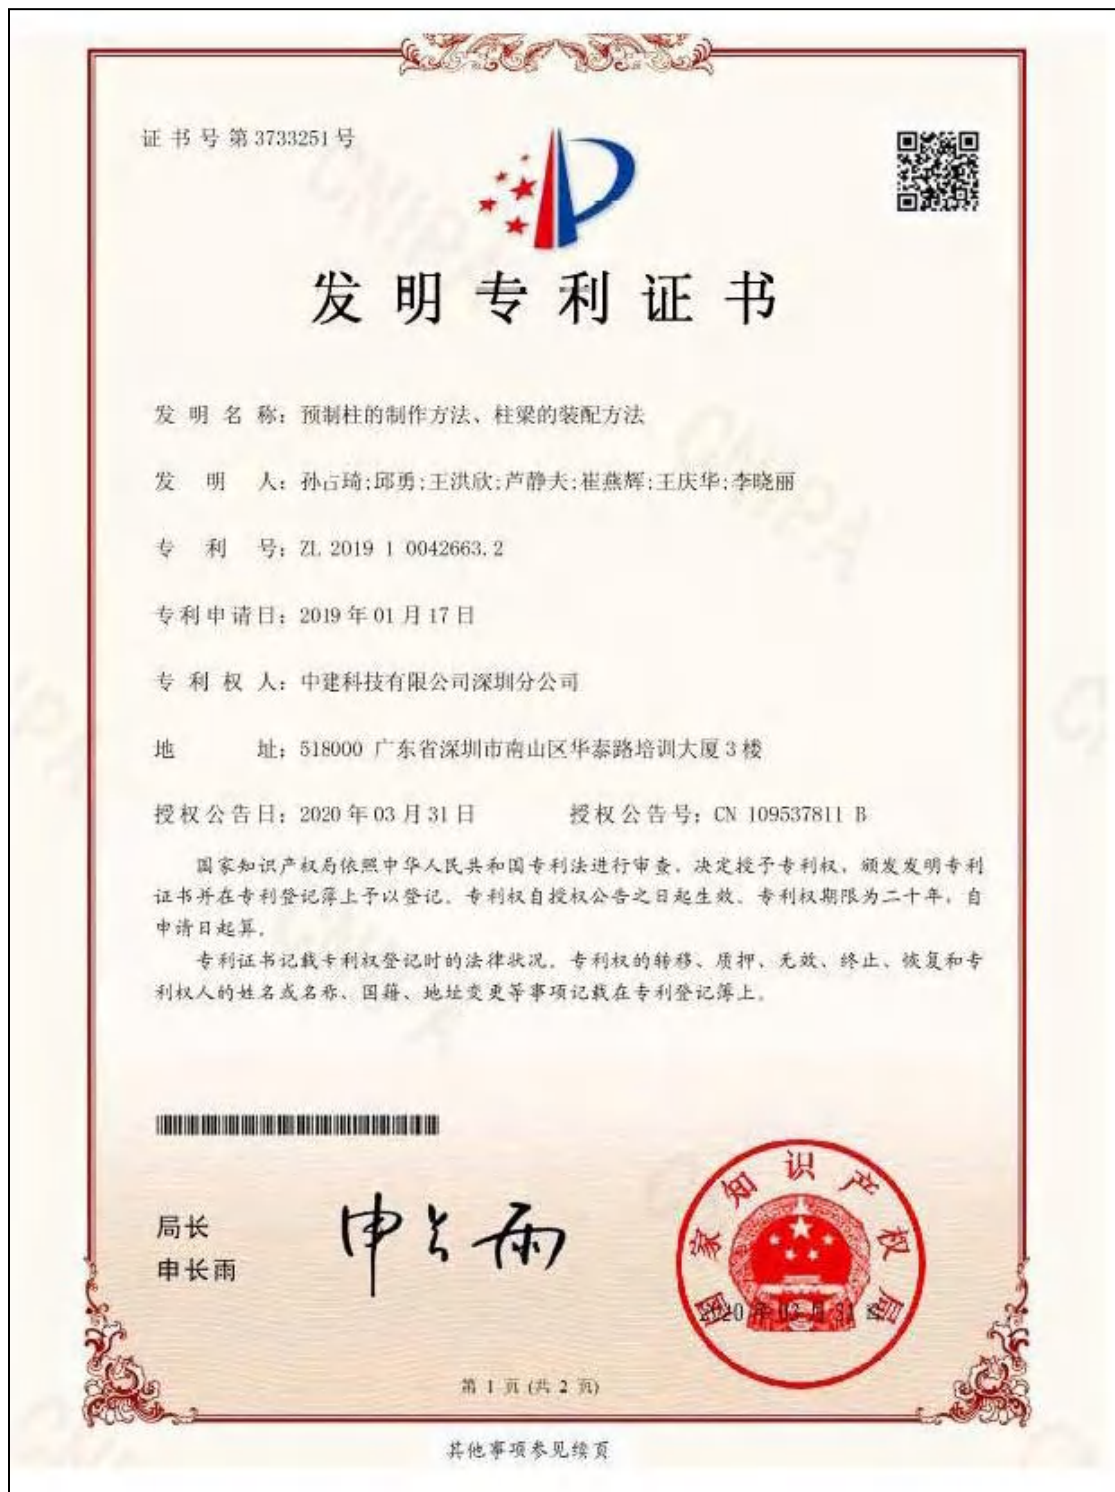 证书号第3733251号
发明专利证书
发明名称：预制柱的制作方法、柱梁的装配方法
发明人：孙占琦;邱勇;王洪欣;芦静夫;崔燕辉;王庆华;李晓丽
专利号：ZL 2019 1 0042663.2
专利申请日：2019年01月17日
专利权人：中建科技有限公司深圳分公司
地址：518000 广东省深圳市南山区华泰路培训大厦3楼
授权公告日：2020年03月31日 授权公告号：CN 109537811 B
国家知识产权局依照中华人民共和国专利法进行审查，决定授予专利权，颁发发明专利
证书并在专利登记簿上予以登记。专利权自授权公告之日起生效。专利权期限为二十年，自
申请日起算。
专利证书记载专利权登记时的法律状况。专利权的转移、质押、无效、终止、恢复和专
利权人的姓名或名称、国籍、地址变更等事项记载在专利登记簿上。
局长
申长雨
申长雨
国家知识产权局
2020年03月31日
第 1 页 (共 2 页)
其他事项参见续页
CNIPA
CNIPA